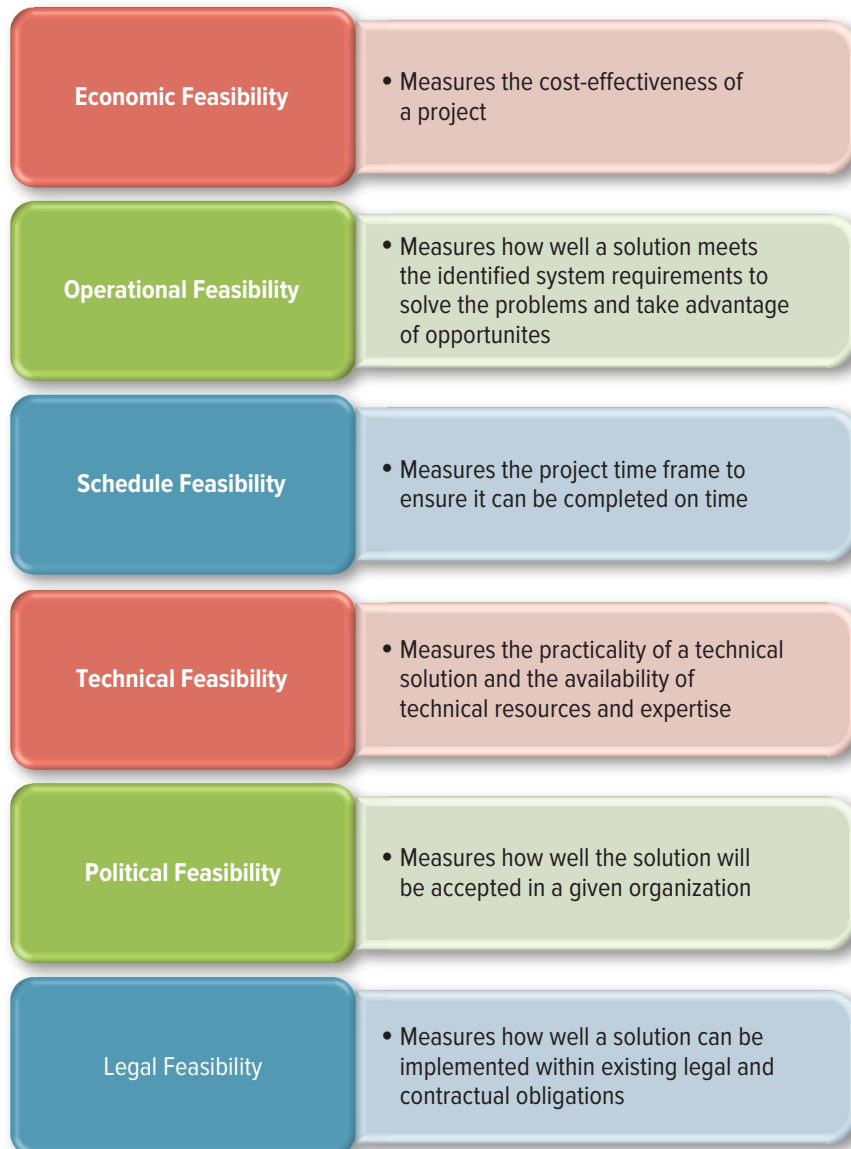 Economic Feasibility
• Measures the cost-effectiveness of
a project
Operational Feasibility
• Measures how well a solution meets
the identified system requirements to
solve the problems and take advantage
of opportunites
Schedule Feasibility
• Measures the project time frame to
ensure it can be completed on time
Technical Feasibility
• Measures the practicality of a technical
solution and the availability of
technical resources and expertise
Political Feasibility
• Measures how well the solution will
be accepted in a given organization
Legal Feasibility
• Measures how well a solution can be
implemented within existing legal and
contractual obligations